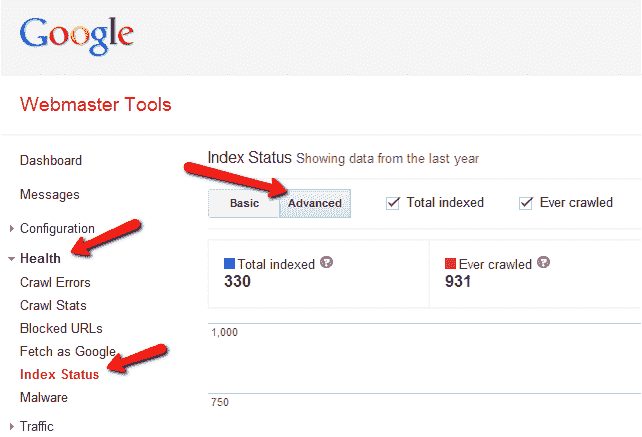 Google
Webmaster Tools
Dashboard
Messages
Configuration
Health
Crawl Errors
Crawl Stats
Blocked URLs
Fetch as Google
Index Status
Malware
Traffic
Index Status Showing data from the last year
Basic Advanced Total indexed Ever crawled
Total indexed ? Ever crawled ?
330 931
1,000
750